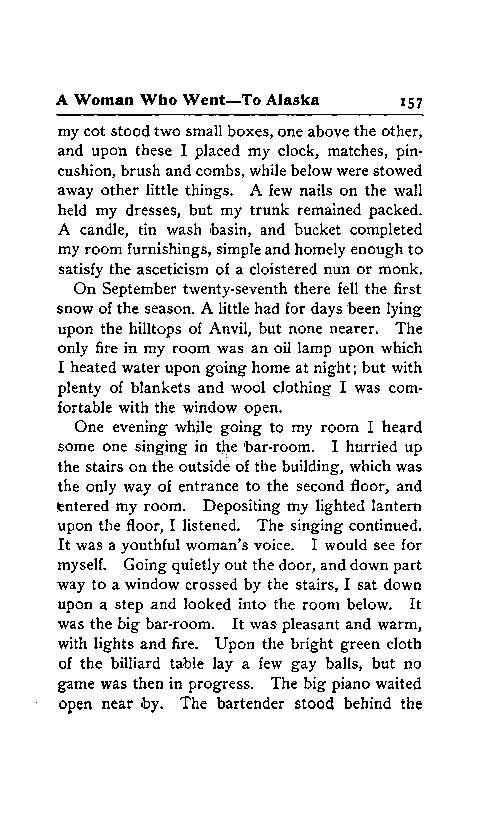 A Woman Who Went—To Alaska 157
my cot stood two small boxes, one above the other,
and upon these I placed my clock, matches, pin-
cushion, brush and combs, while below were stowed
away other little things. A few nails on the wall
held my dresses, but my trunk remained packed.
A candle, tin wash basin, and bucket completed
my room furnishings, simple and homely enough to
satisfy the asceticism of a cloistered nun or monk.
On September twenty-seventh there fell the first
snow of the season. A little had for days been lying
upon the hilltops of Anvil, but none nearer. The
only fire in my room was an oil lamp upon which
I heated water upon going home at night; but with
plenty of blankets and wool clothing I was com-
fortable with the window open.
One evening while going to my room I heard
some one singing in the bar-room. I hurried up
the stairs on the outside of the building, which was
the only way of entrance to the second floor, and
entered my room. Depositing my lighted lantern
upon the floor, I listened. The singing continued.
It was a youthful woman's voice. I would see for
myself. Going quietly out the door, and down part
way to a window crossed by the stairs, I sat down
upon a step and looked into the room below. It
was the big bar-room. It was pleasant and warm,
with lights and fire. Upon the bright green cloth
of the billiard table lay a few gay balls, but no
game was then in progress. The big piano waited
open near by. The bartender stood behind the